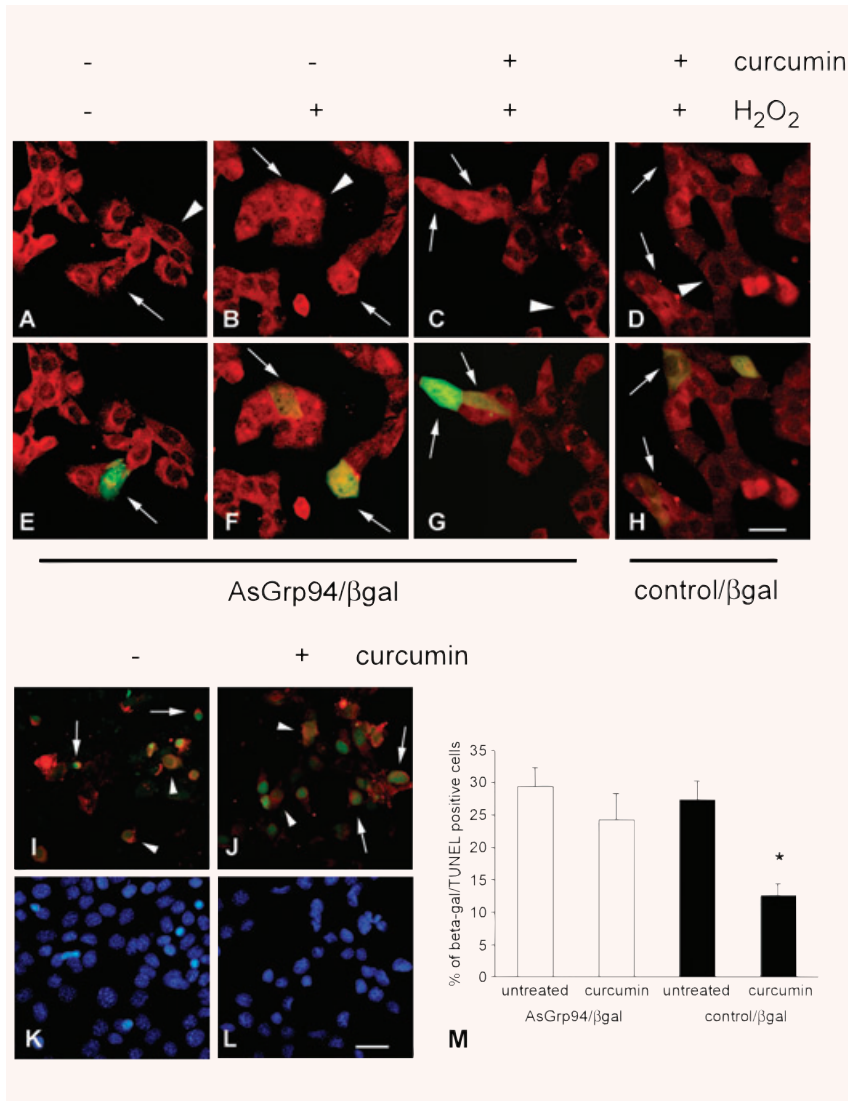 - - + + curcumin
- + + + H₂O₂
A B C D
E F G H
AsGrp94/βgal control/βgal
- + curcumin
I J
K L
% of beta-gal/TUNEL positive cells
35
30
25
20
15
10
5
0
*
untreated curcumin untreated curcumin
AsGrp94/βgal control/βgal
M